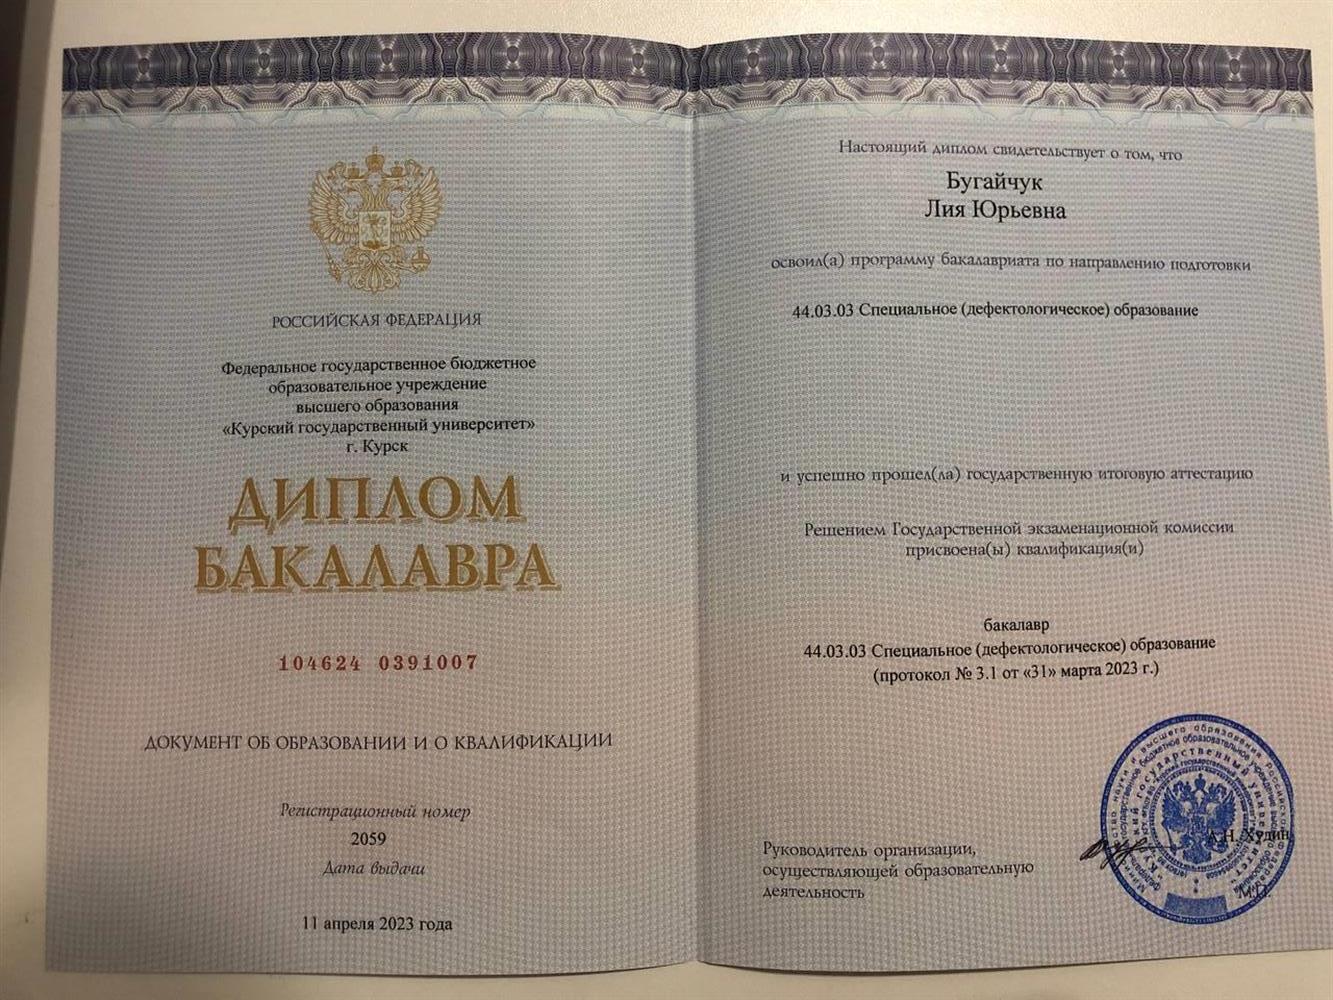 РОССИЙСКАЯ ФЕДЕРАЦИЯ
Федеральное государственное бюджетное
образовательное учреждение
высшего образования
«Курский государственный университет»
г. Курск
ДИПЛОМ
БАКАЛАВРА
104624 0391007
ДОКУМЕНТ ОБ ОБРАЗОВАНИИ И О КВАЛИФИКАЦИИ
Регистрационный номер
2059
Дата выдачи
11 апреля 2023 года
Настоящий диплом свидетельствует о том, что
Бугайчук
Лия Юрьевна
освоил(а) программу бакалавриата по направлению подготовки
44.03.03 Специальное (дефектологическое) образование
и успешно прошел(ла) государственную итоговую аттестацию
Решением Государственной экзаменационной комиссии
присвоена(ы) квалификация(и)
бакалавр
44.03.03 Специальное (дефектологическое) образование
(протокол № 3.1 от «31» марта 2023 г.)
Руководитель организации,
осуществляющей образовательную
деятельность
А.Н. Худин
М.П.